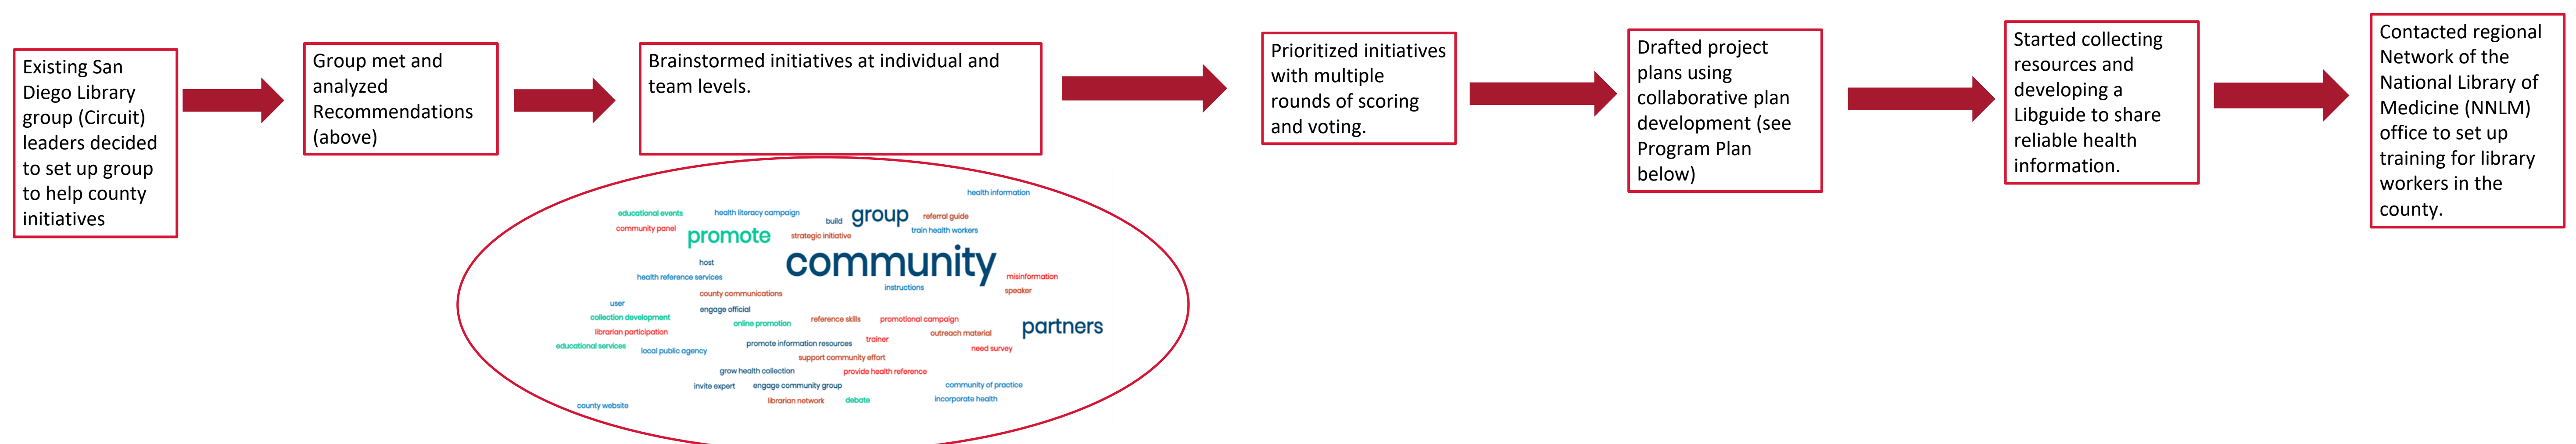 Existing San
Diego Library
group (Circuit)
leaders decided
to set up group
to help county
initiatives
Group met and
analyzed
Recommendations
(above)
Brainstormed initiatives at individual and
team levels.
Prioritized initiatives
with multiple
rounds of scoring
and voting.
Drafted project
plans using
collaborative plan
development (see
Program Plan
below)
Started collecting
resources and
developing a
Libguide to share
reliable health
information.
Contacted regional
Network of the
National Library of
Medicine (NNLM)
office to set up
training for library
workers in the
county.
health information
educational events
health literacy campaign
build
group
referral guide
community panel
promote
strategic initiative
train health workers
host
community
health reference services
misinformation
county communications
instructions
speaker
user
engage official
collection development
online promotion
reference skills
promotional campaign
partners
librarian participation
outreach material
educational services
local public agency
promote information resources
trainer
need survey
support community effort
grow health collection
provide health reference
invite expert
engage community group
community of practice
librarian network
debate
incorporate health
county website